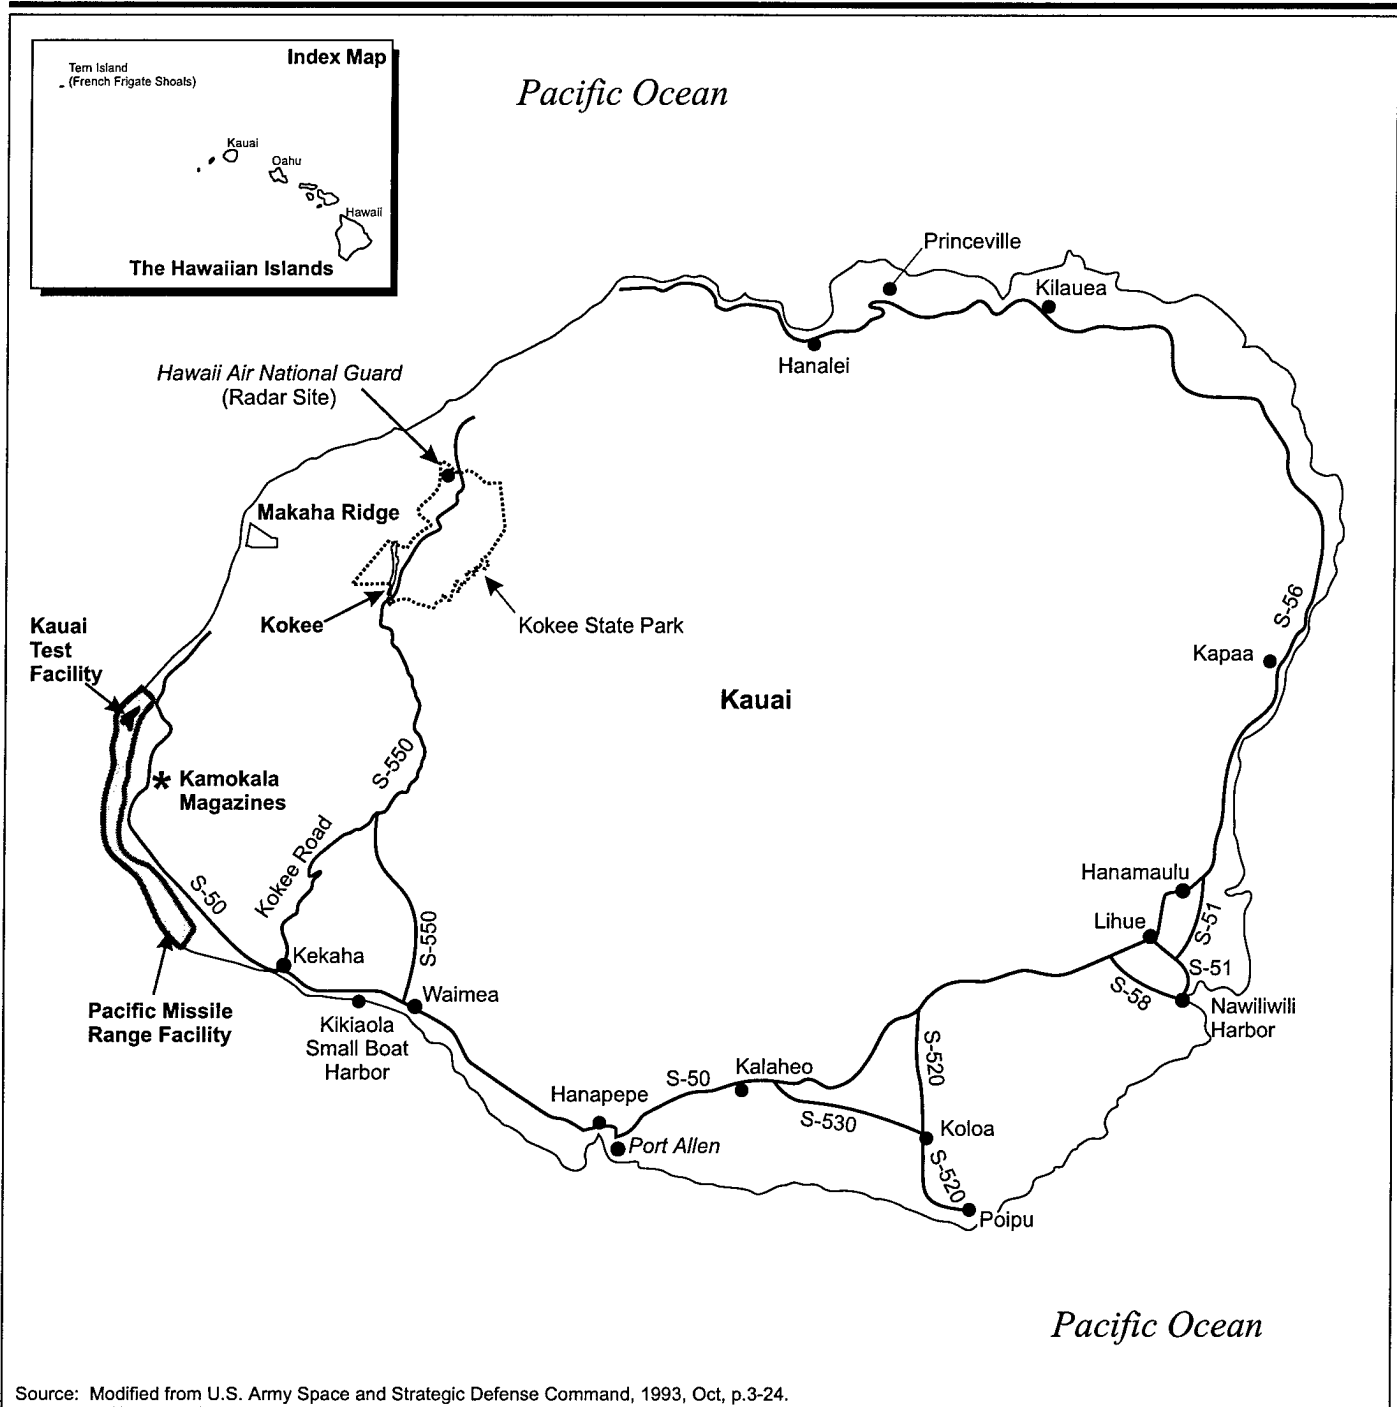 Index Map
Tern Island
(French Frigate Shoals)
Kauai
Oahu
Hawaii
The Hawaiian Islands
Pacific Ocean
Princeville
Kilauea
Hanalei
Hawaii Air National Guard
(Radar Site)
Makaha Ridge
Kokee
Kokee State Park
Kauai
Test
Facility
S-56
Kapaa
Kauai
S-550
Kamokala
Magazines
Kokee Road
S-50
S-550
Hanamaulu
Lihue
S-51
S-51
S-58
Nawiliwili
Harbor
Kekaha
Waimea
Pacific Missile
Range Facility
Kikiaola
Small Boat
Harbor
S-520
Kalaheo
S-50
Hanapepe
S-530
Koloa
Port Allen
S-520
Poipu
Pacific Ocean
Source: Modified from U.S. Army Space and Strategic Defense Command, 1993, Oct, p.3-24.